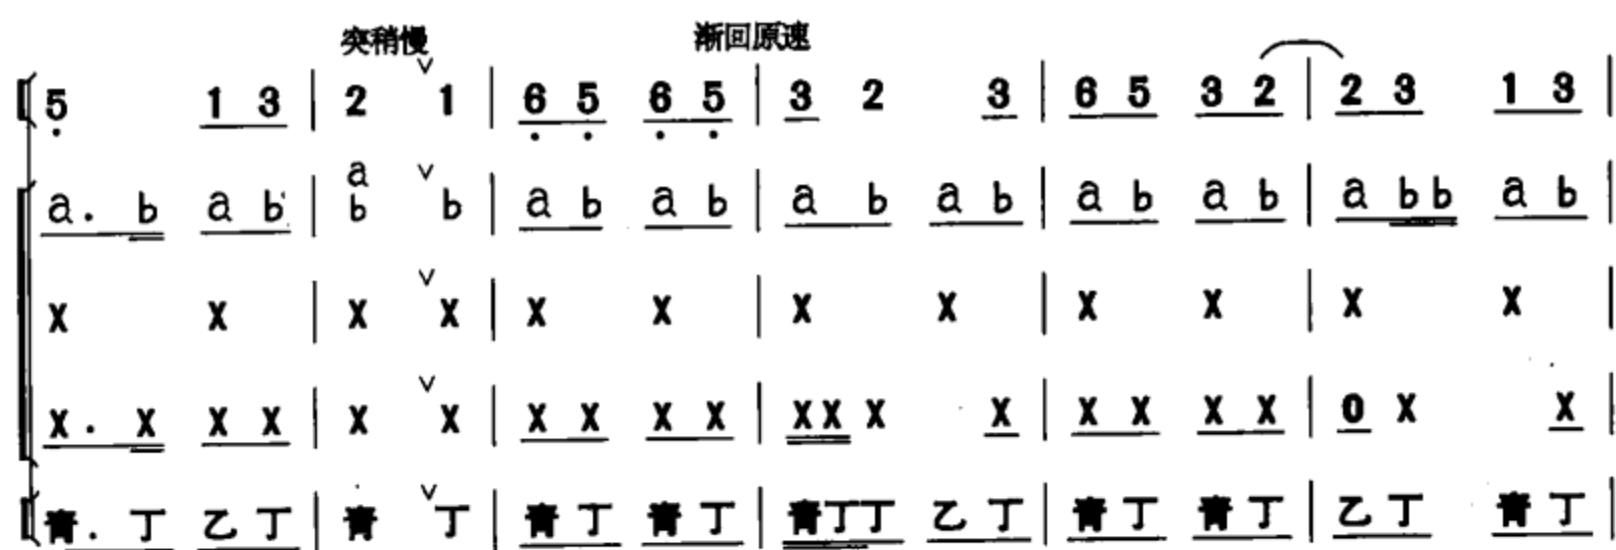 突稍慢 渐回原速
5 1 3 | 2 ∨ 1 | 6 5 6 5 | 3 2 3 | 6 5 3 2 | 2 3 1 3 |
a. b a b | a b ∨ b | a b a b | a b a b | a b a b | a b b a b |
X X | X ∨ X | X X | X X | X X | X X |
X. X X X | X ∨ X | X X X X | X X X X | X X X X | 0 X X |
青. 丁 乙 丁 | 青 ∨ 丁 | 青 丁 青 丁 | 青 丁 丁 乙 丁 | 青 丁 青 丁 | 乙 丁 青 丁 |